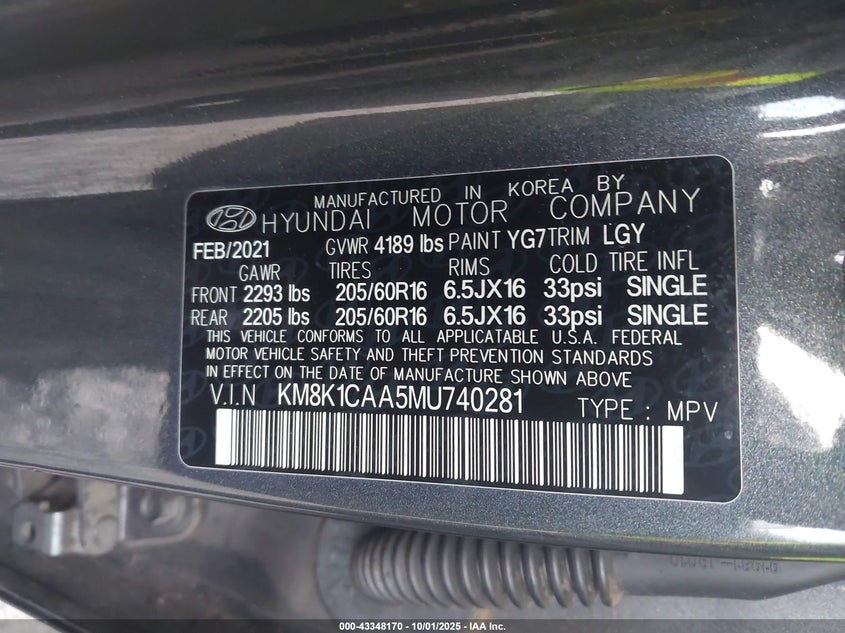 MANUFACTURED IN KOREA BY
HYUNDAI MOTOR COMPANY
FEB/2021 GVWR 4189 lbs PAINT YG7 TRIM LGY
GAWR TIRES RIMS COLD TIRE INFL
FRONT 2293 lbs 205/60R16 6.5JX16 33psi SINGLE
REAR 2205 lbs 205/60R16 6.5JX16 33psi SINGLE
THIS VEHICLE CONFORMS TO ALL APPLICATABLE U.S.A. FEDERAL
MOTOR VEHICLE SAFETY AND THEFT PREVENTION STANDARDS
IN EFFECT ON THE DATE OF MANUFACTURE SHOWN ABOVE
V.I.N KM8K1CAA5MU740281 TYPE : MPV
000-43348170 - 10/01/2025 - IAA Inc.